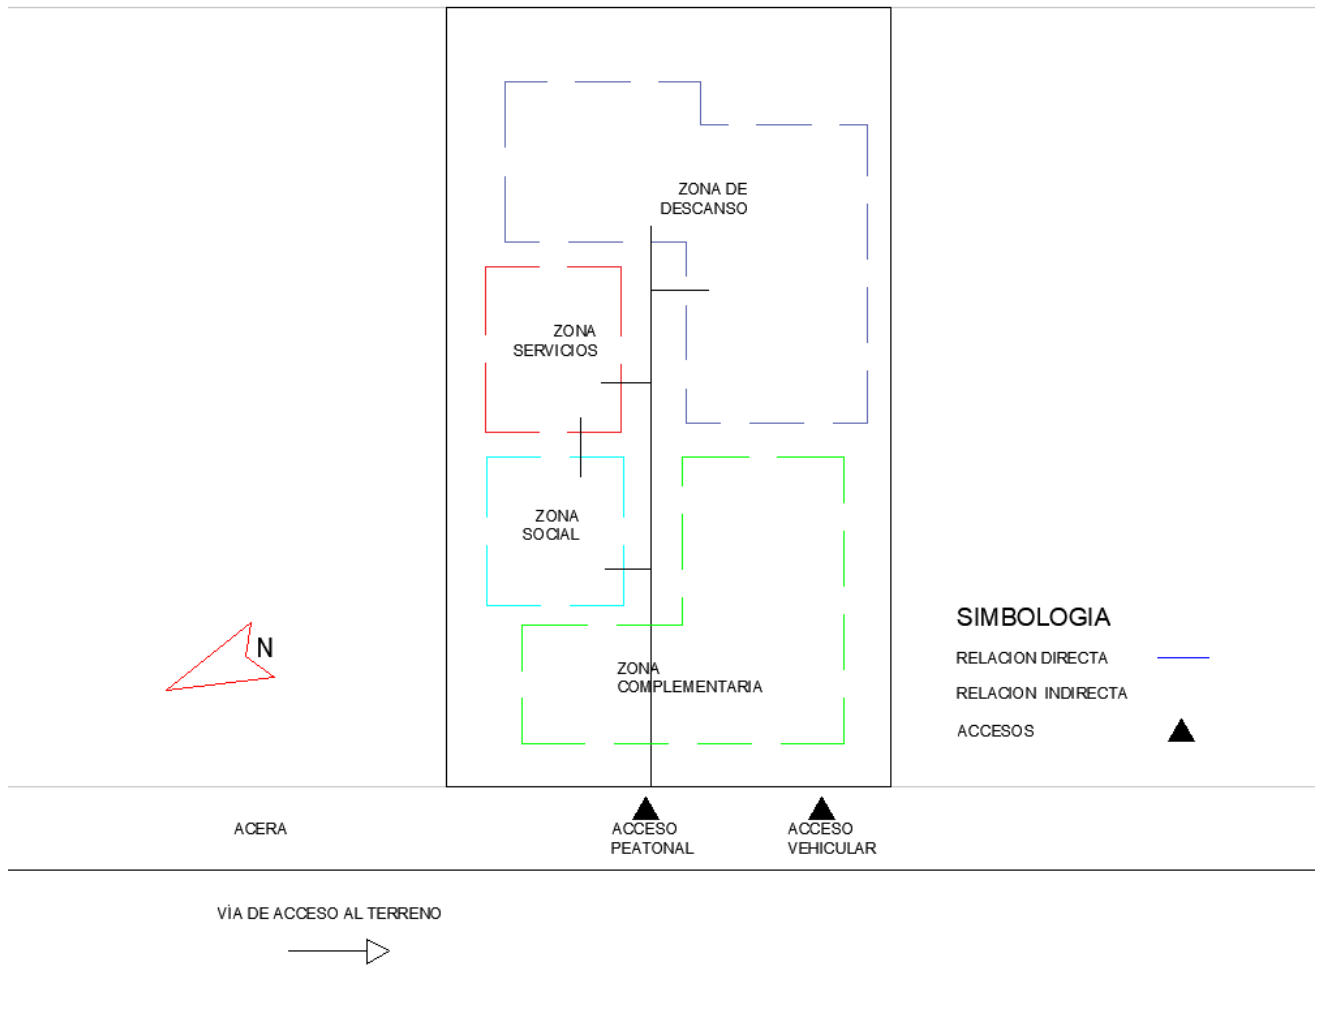 ZONA DE
DESCANSO
ZONA
SERVICIOS
ZONA
SOCIAL
ZONA
COMPLEMENTARIA
N
SIMBOLOGIA
RELACION DIRECTA
RELACION INDIRECTA
ACCESOS
ACERA
ACCESO
PEATONAL
ACCESO
VEHICULAR
VÌA DE ACCESO AL TERRENO